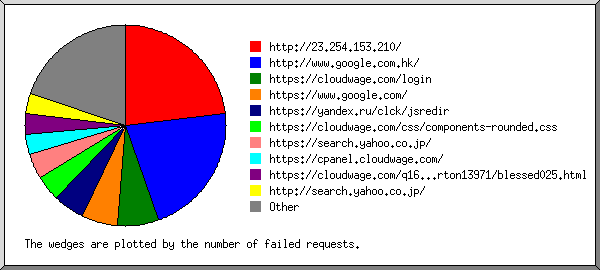 http://23.254.153.210/
http://www.google.com.hk/
https://cloudwage.com/login
https://www.google.com/
https://yandex.ru/clck/jsredir
https://cloudwage.com/css/components-rounded.css
https://search.yahoo.co.jp/
https://cpanel.cloudwage.com/
https://cloudwage.com/q16...rton13971/blessed025.html
http://search.yahoo.co.jp/
Other
The wedges are plotted by the number of failed requests.